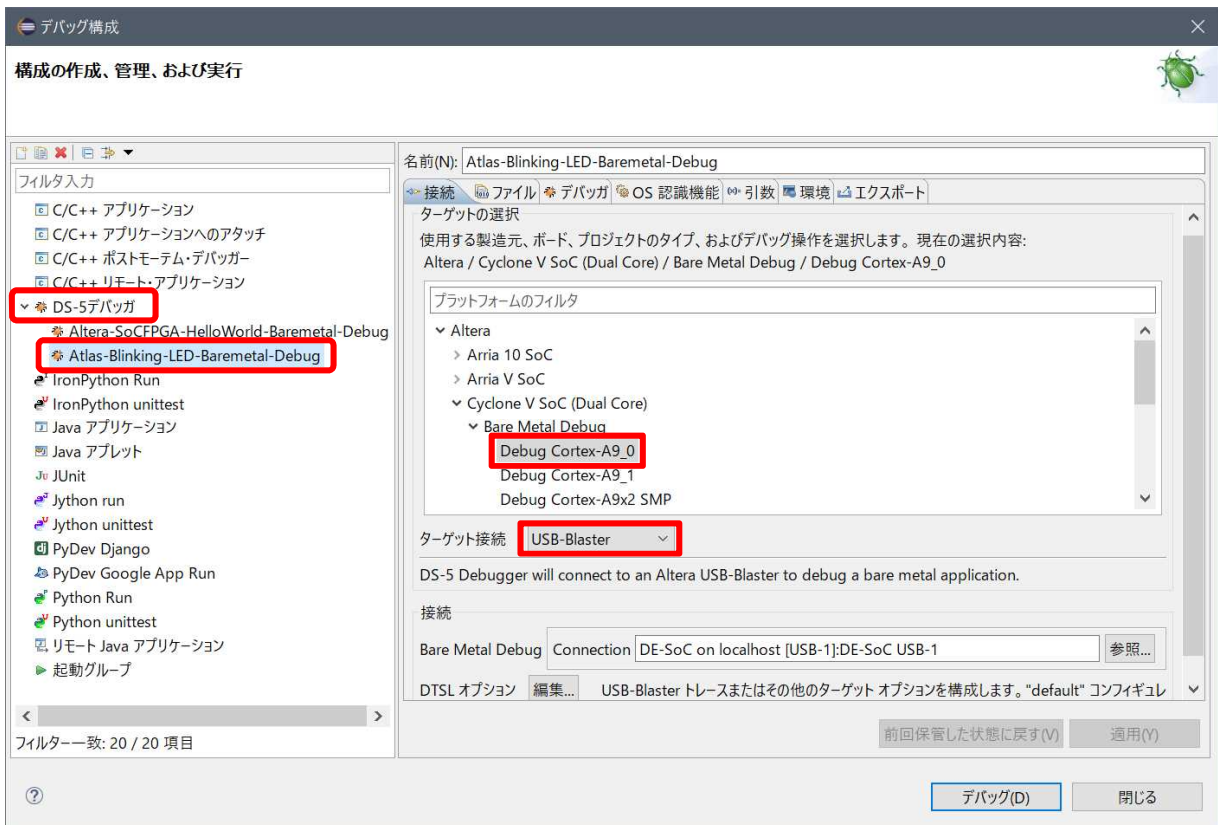 デバッグ構成
構成の作成、管理、および実行
フィルタ入力
C/C++ アプリケーション
C/C++ アプリケーションへのアタッチ
C/C++ ポストモーテム・デバッガー
C/C++ リモート・アプリケーション
DS-5デバッガ
Altera-SoCFPGA-HelloWorld-Baremetal-Debug
Atlas-Blinking-LED-Baremetal-Debug
IronPython Run
IronPython unittest
Java アプリケーション
Java アプレット
JUnit
Jython run
Jython unittest
PyDev Django
PyDev Google App Run
Python Run
Python unittest
リモート Java アプリケーション
起動グループ
フィルター一致: 20 / 20 項目
名前(N): Atlas-Blinking-LED-Baremetal-Debug
接続 ファイル デバッガ OS 認識機能 引数 環境 エクスポート
ターゲットの選択
使用する製造元、ボード、プロジェクトのタイプ、およびデバッグ操作を選択します。 現在の選択内容:
Altera / Cyclone V SoC (Dual Core) / Bare Metal Debug / Debug Cortex-A9_0
プラットフォームのフィルタ
Altera
Arria 10 SoC
Arria V SoC
Cyclone V SoC (Dual Core)
Bare Metal Debug
Debug Cortex-A9_0
Debug Cortex-A9_1
Debug Cortex-A9x2 SMP
ターゲット接続 USB-Blaster
DS-5 Debugger will connect to an Altera USB-Blaster to debug a bare metal application.
接続
Bare Metal Debug Connection DE-SoC on localhost [USB-1]:DE-SoC USB-1 参照...
DTSL オプション 編集... USB-Blaster トレースまたはその他のターゲット オプションを構成します。"default" コンフィギュレ
前回保管した状態に戻す(V) 適用(Y)
デバッグ(D) 閉じる